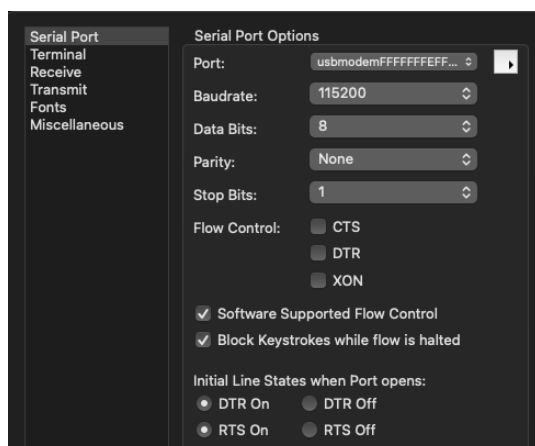 Serial Port
Terminal
Receive
Transmit
Fonts
Miscellaneous
Serial Port Options
Port: usbmodemFFFFFFFEFF...
Baudrate: 115200
Data Bits: 8
Parity: None
Stop Bits: 1
Flow Control: CTS
DTR
XON
Software Supported Flow Control
Block Keystrokes while flow is halted
Initial Line States when Port opens:
DTR On DTR Off
RTS On RTS Off